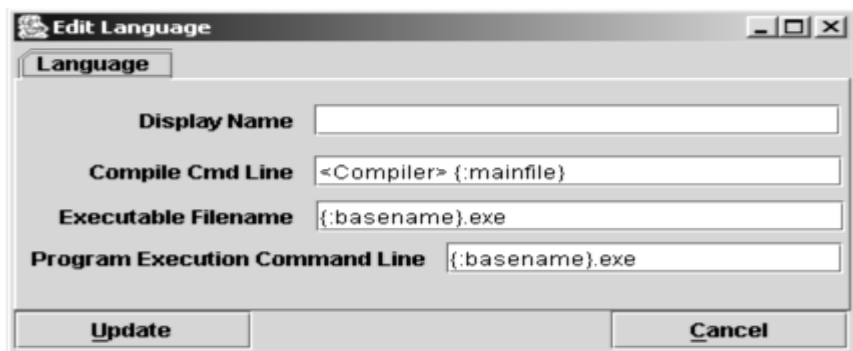 Edit Language
Language
Display Name
Compile Cmd Line <Compiler> {:mainfile}
Executable Filename {:basename}.exe
Program Execution Command Line {:basename}.exe
Update Cancel